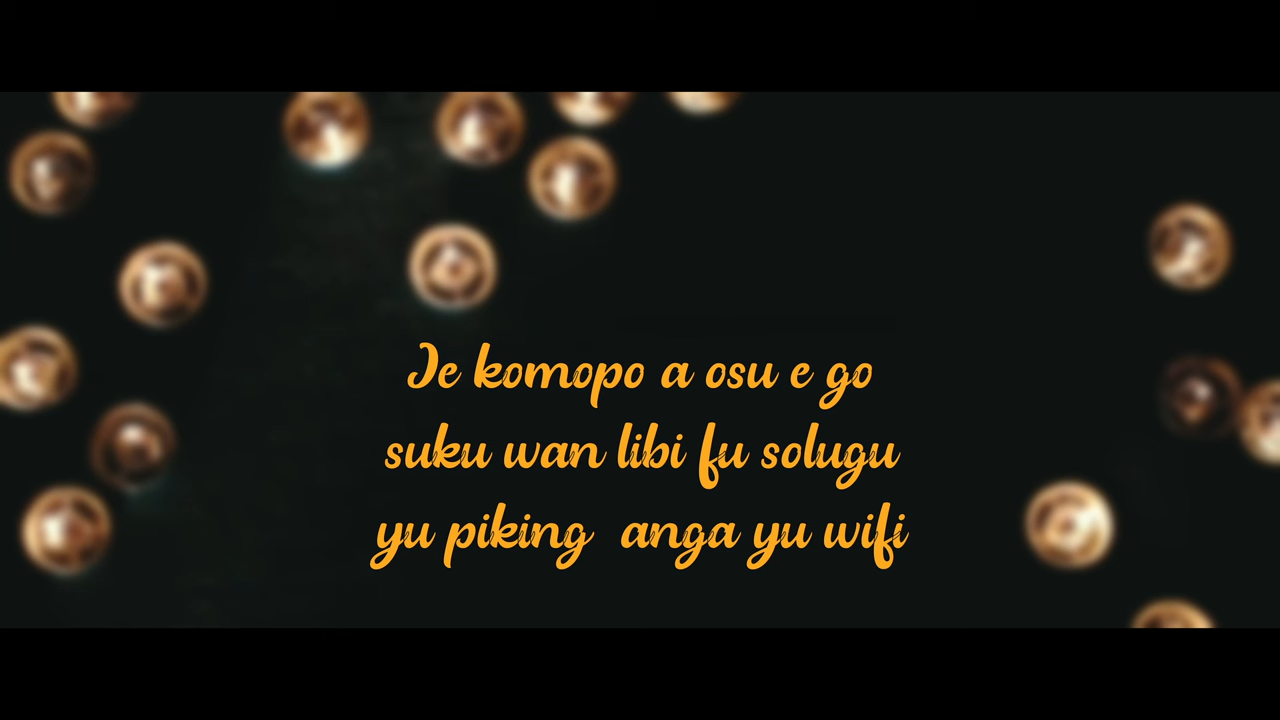 Je komopo a osu e go
suku wan libi fu solugu
yu piking anga yu wifi